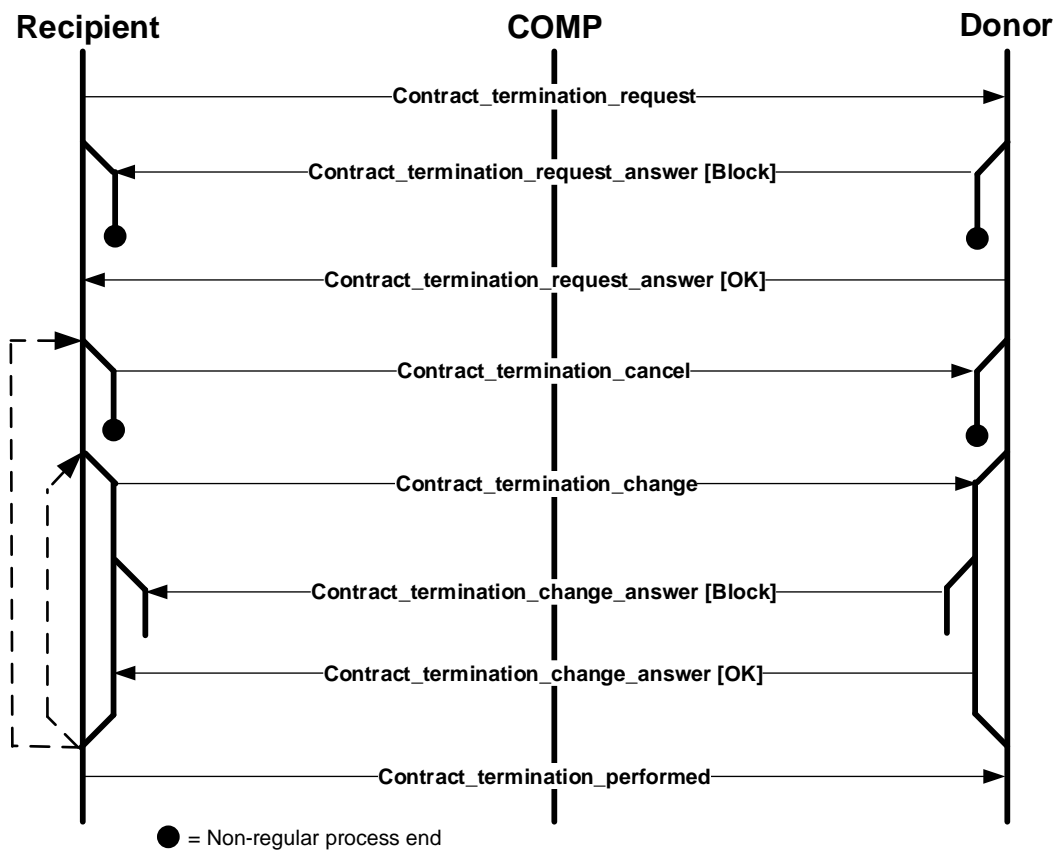 Recipient COMP Donor
Contract_termination_request
Contract_termination_request_answer [Block]
Contract_termination_request_answer [OK]
Contract_termination_cancel
Contract_termination_change
Contract_termination_change_answer [Block]
Contract_termination_change_answer [OK]
Contract_termination_performed
= Non-regular process end